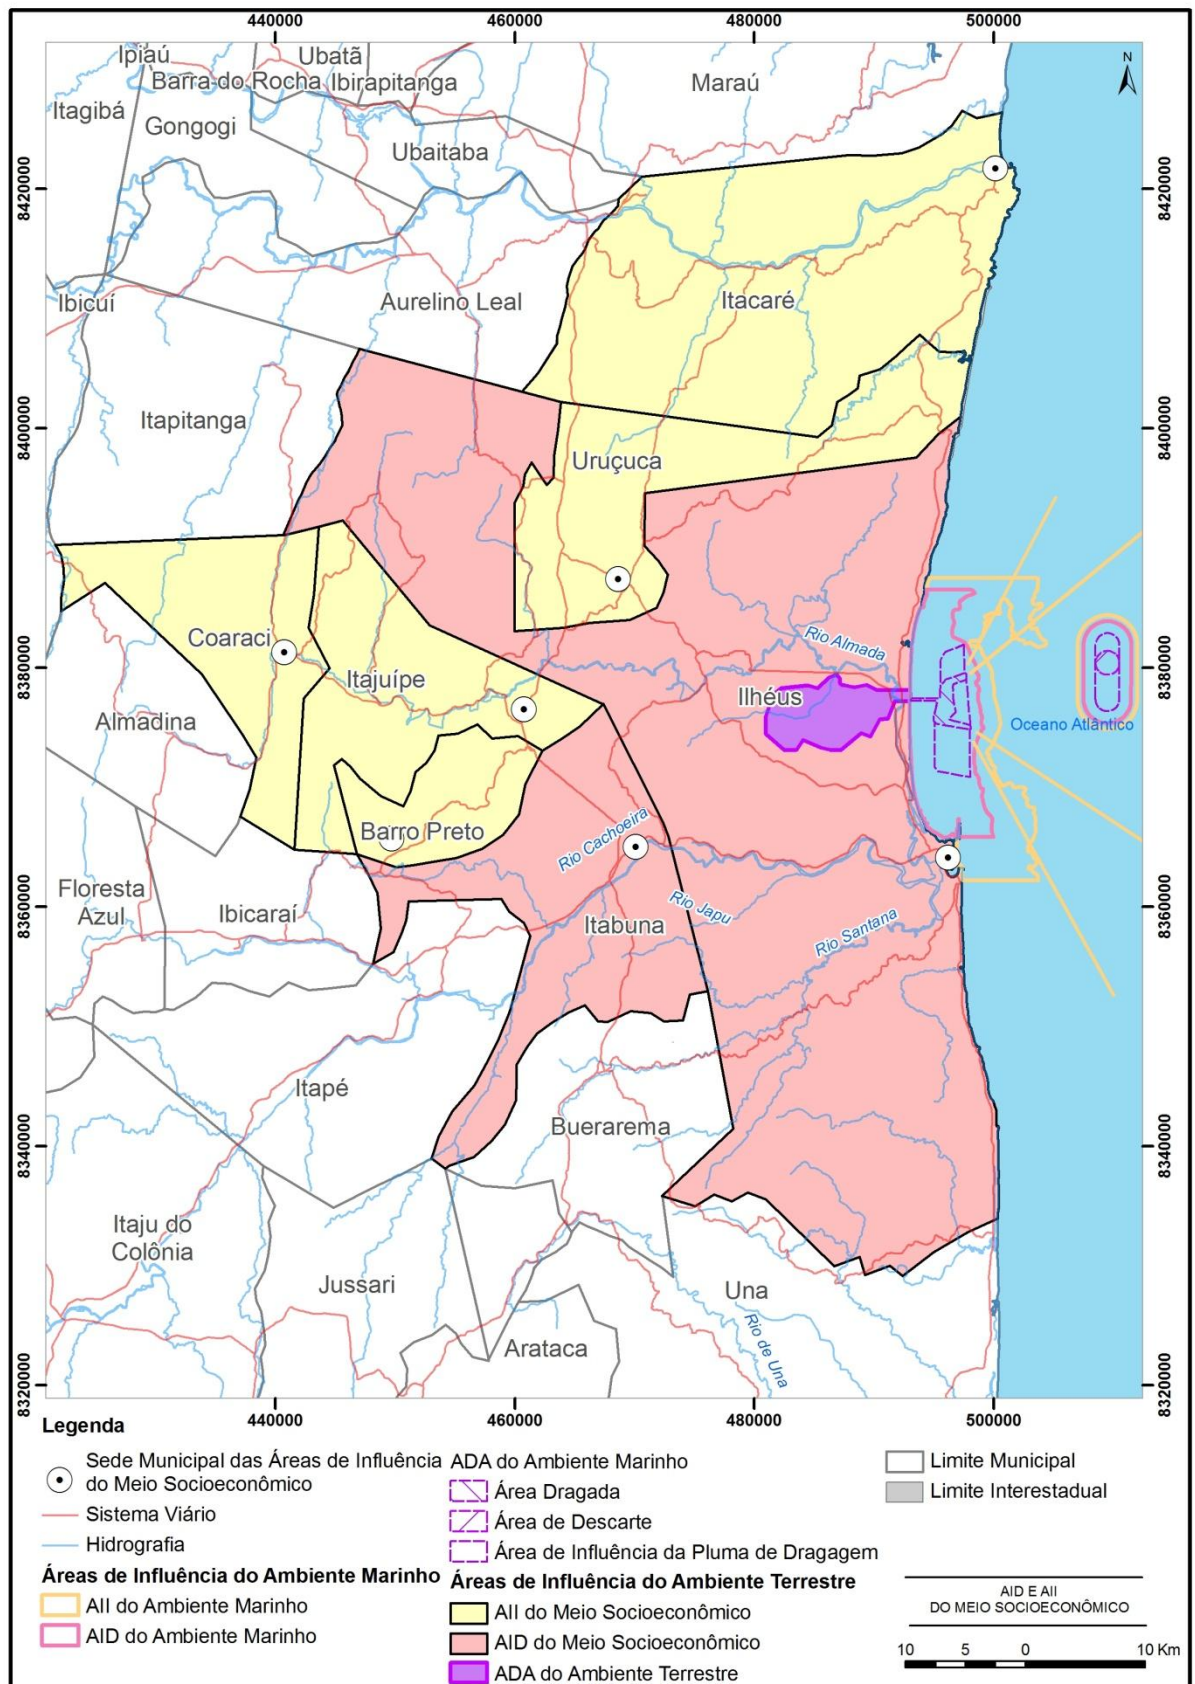 440000
460000
480000
500000
N
Ipiaú
Ubatã
Barra do Rocha
Ibirapitanga
Maraú
Itagibá
Gongogi
Ubaitaba
8420000
8420000
Ibicuí
Aurelino Leal
Itacaré
Itapitanga
8400000
8400000
Uruçuca
Coaraci
Rio Almada
8380000
8380000
Itajuípe
Ilhéus
Almadina
Oceano Atlântico
Barro Preto
Rio Cachoeira
Floresta
Azul
Ibicaraí
8360000
8360000
Rio Japu
Itabuna
Rio Santana
Itapé
Buerarema
8340000
8340000
Itaju do
Colônia
Jussari
Una
Arataca
Rio de Una
8320000
8320000
440000
460000
480000
500000
Legenda
Sede Municipal das Áreas de Influência
do Meio Socioeconômico
Sistema Viário
Hidrografia
Áreas de Influência do Ambiente Marinho
AII do Ambiente Marinho
AID do Ambiente Marinho
ADA do Ambiente Marinho
Área Dragada
Área de Descarte
Área de Influência da Pluma de Dragagem
Áreas de Influência do Ambiente Terrestre
AII do Meio Socioeconômico
AID do Meio Socioeconômico
ADA do Ambiente Terrestre
Limite Municipal
Limite Interestadual
AID E AII
DO MEIO SOCIOECONÔMICO
10 5 0 10 Km